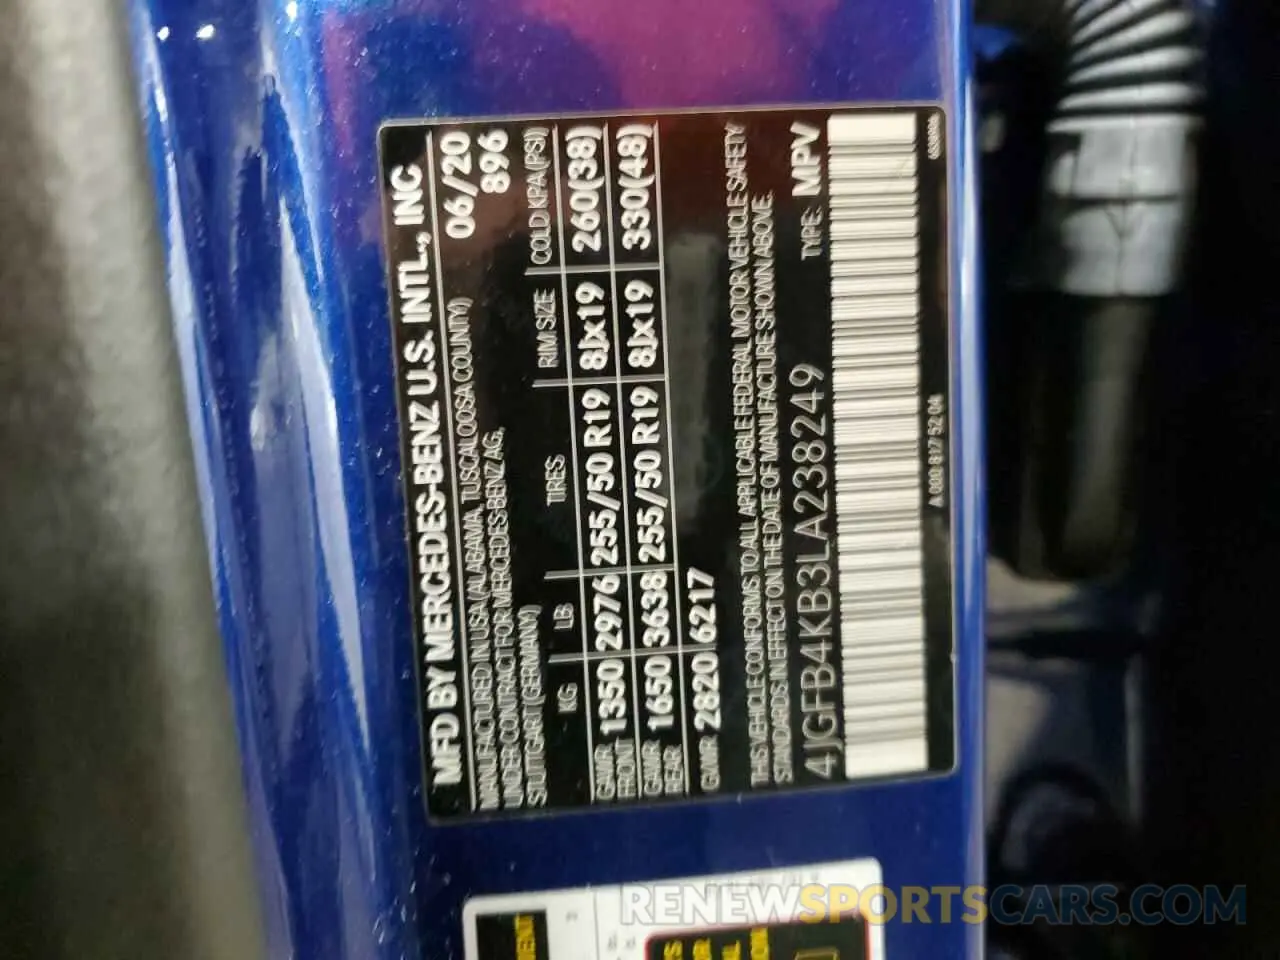 MFD BY MERCEDES-BENZ U.S. INTL., INC
MANUFACTURED IN USA (ALABAMA, TUSCALOOSA COUNTY) 06/20
UNDER CONTRACT FOR MERCEDES-BENZ AG, 896
STUTTGART (GERMANY)
KG LB TIRES RIM SIZE COLD KPA (PSI)
GAWR FRONT 1350 2976 255/50 R19 8Jx19 260(38)
GAWR REAR 1650 3638 255/50 R19 8Jx19 330(48)
GVWR 2820 6217
THIS VEHICLE CONFORMS TO ALL APPLICABLE FEDERAL MOTOR VEHICLE SAFETY
STANDARDS IN EFFECT ON THE DATE OF MANUFACTURE SHOWN ABOVE.
4JGFB4KB3LA238249 TYPE: MPV
A 000 817 52 04
RENEWSPORTSCARS.COM